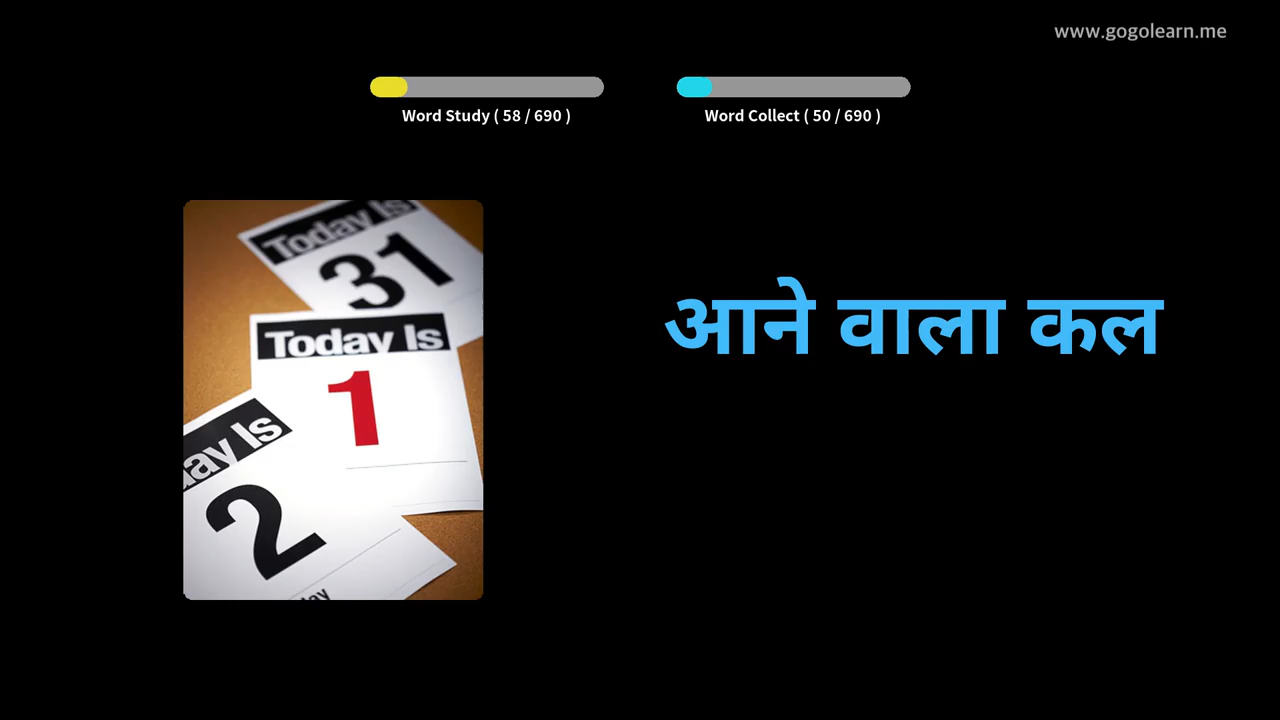 www.gogolearn.me
Word Study ( 58 / 690 )
Word Collect ( 50 / 690 )
Today Is
31
Today Is
1
ay Is
2
ay
आने वाला कल